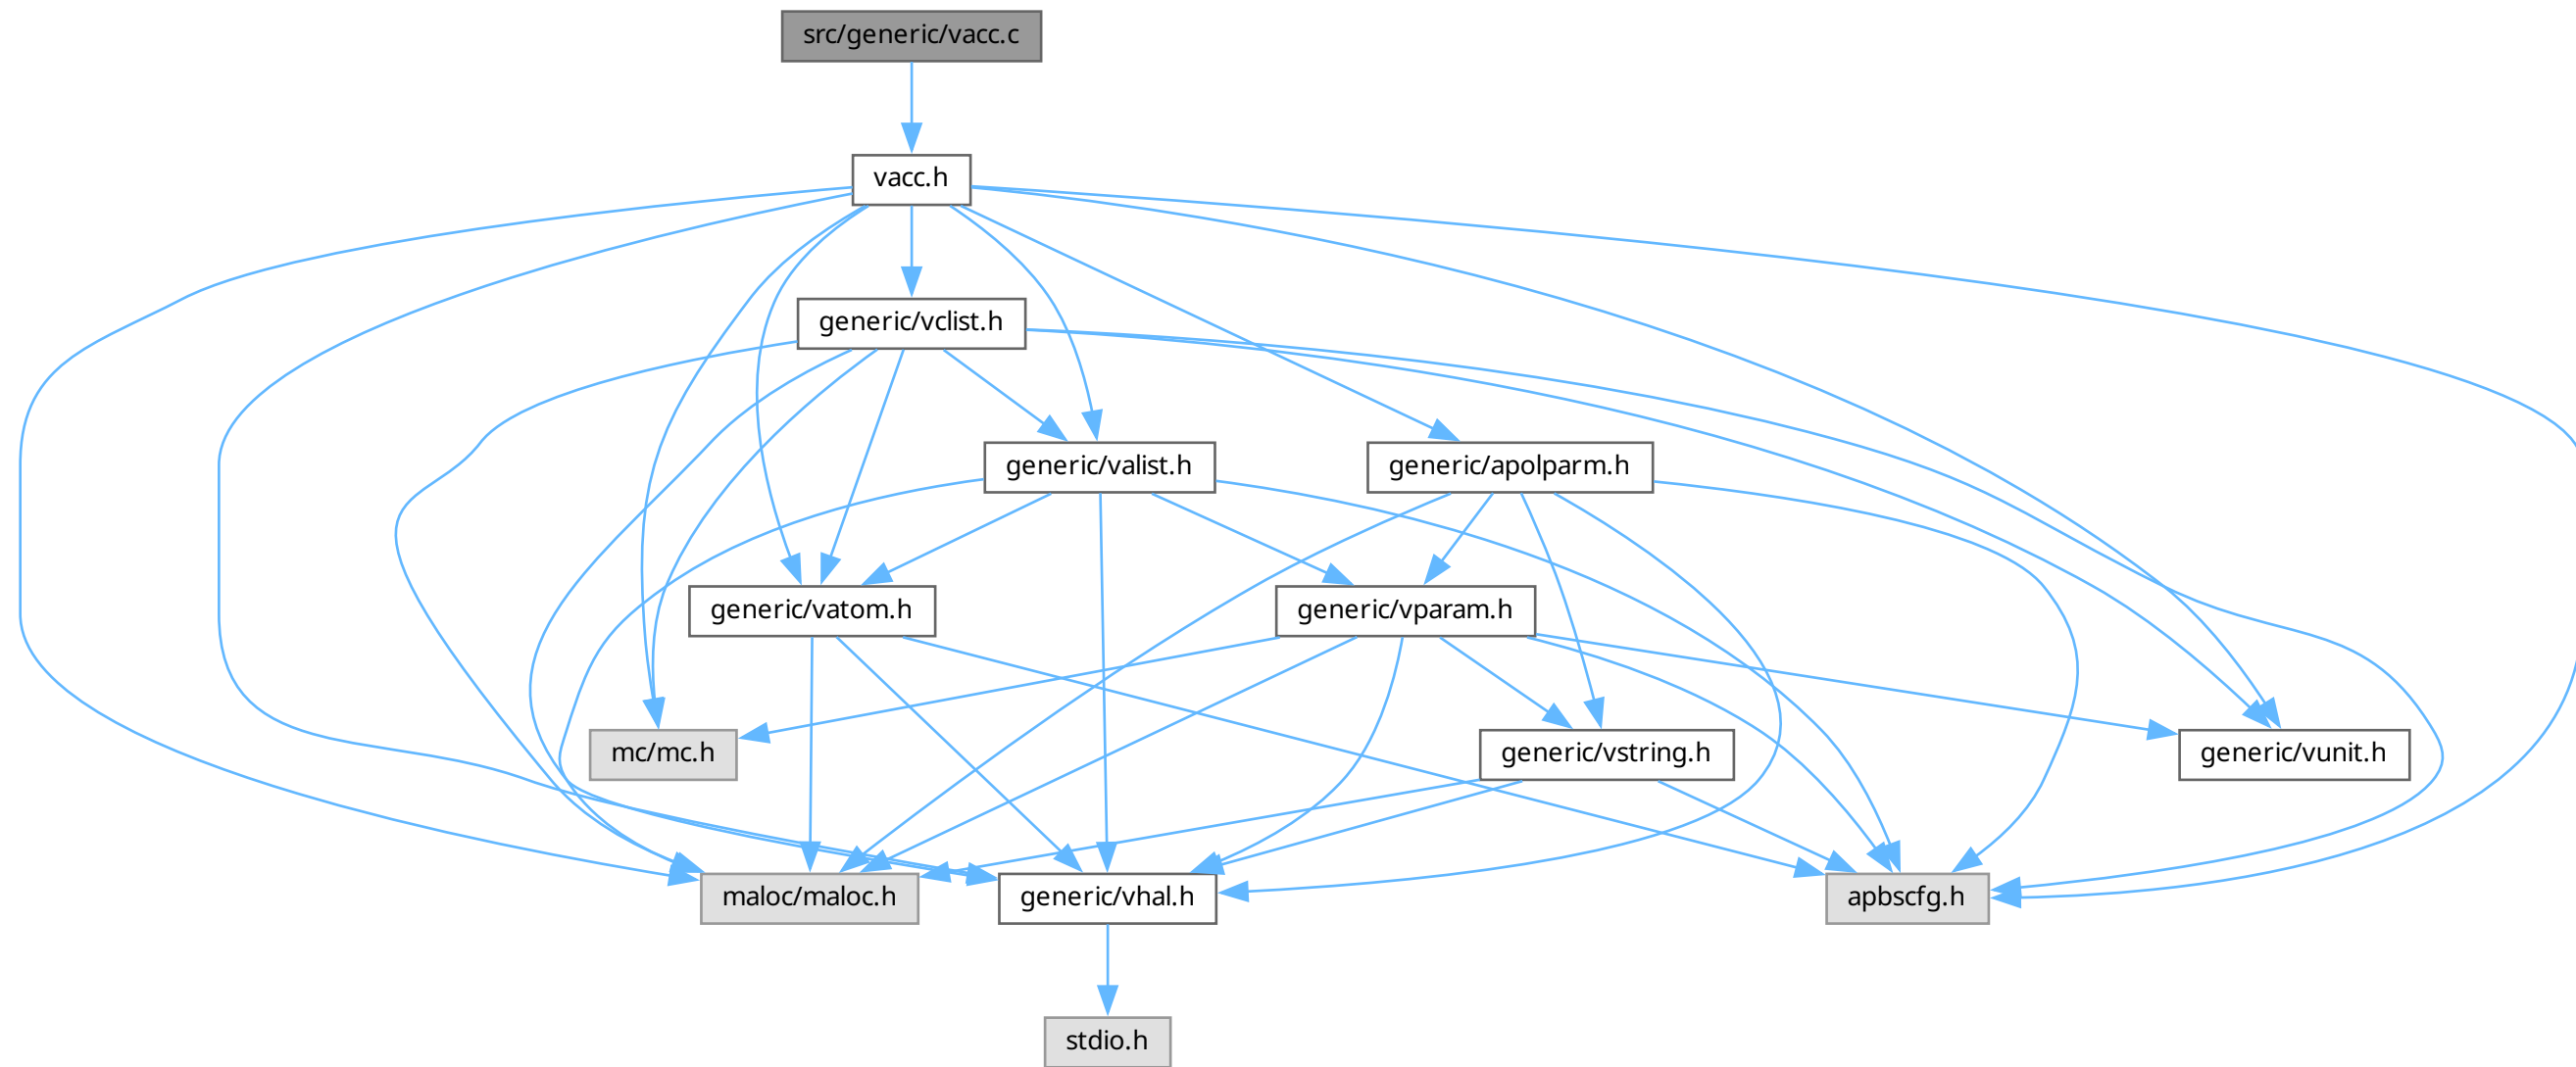 src/generic/vacc.c
vacc.h
generic/vclist.h
generic/valist.h
generic/apolparm.h
generic/vatom.h
generic/vparam.h
mc/mc.h
generic/vstring.h
generic/vunit.h
maloc/maloc.h
generic/vhal.h
apbscfg.h
stdio.h